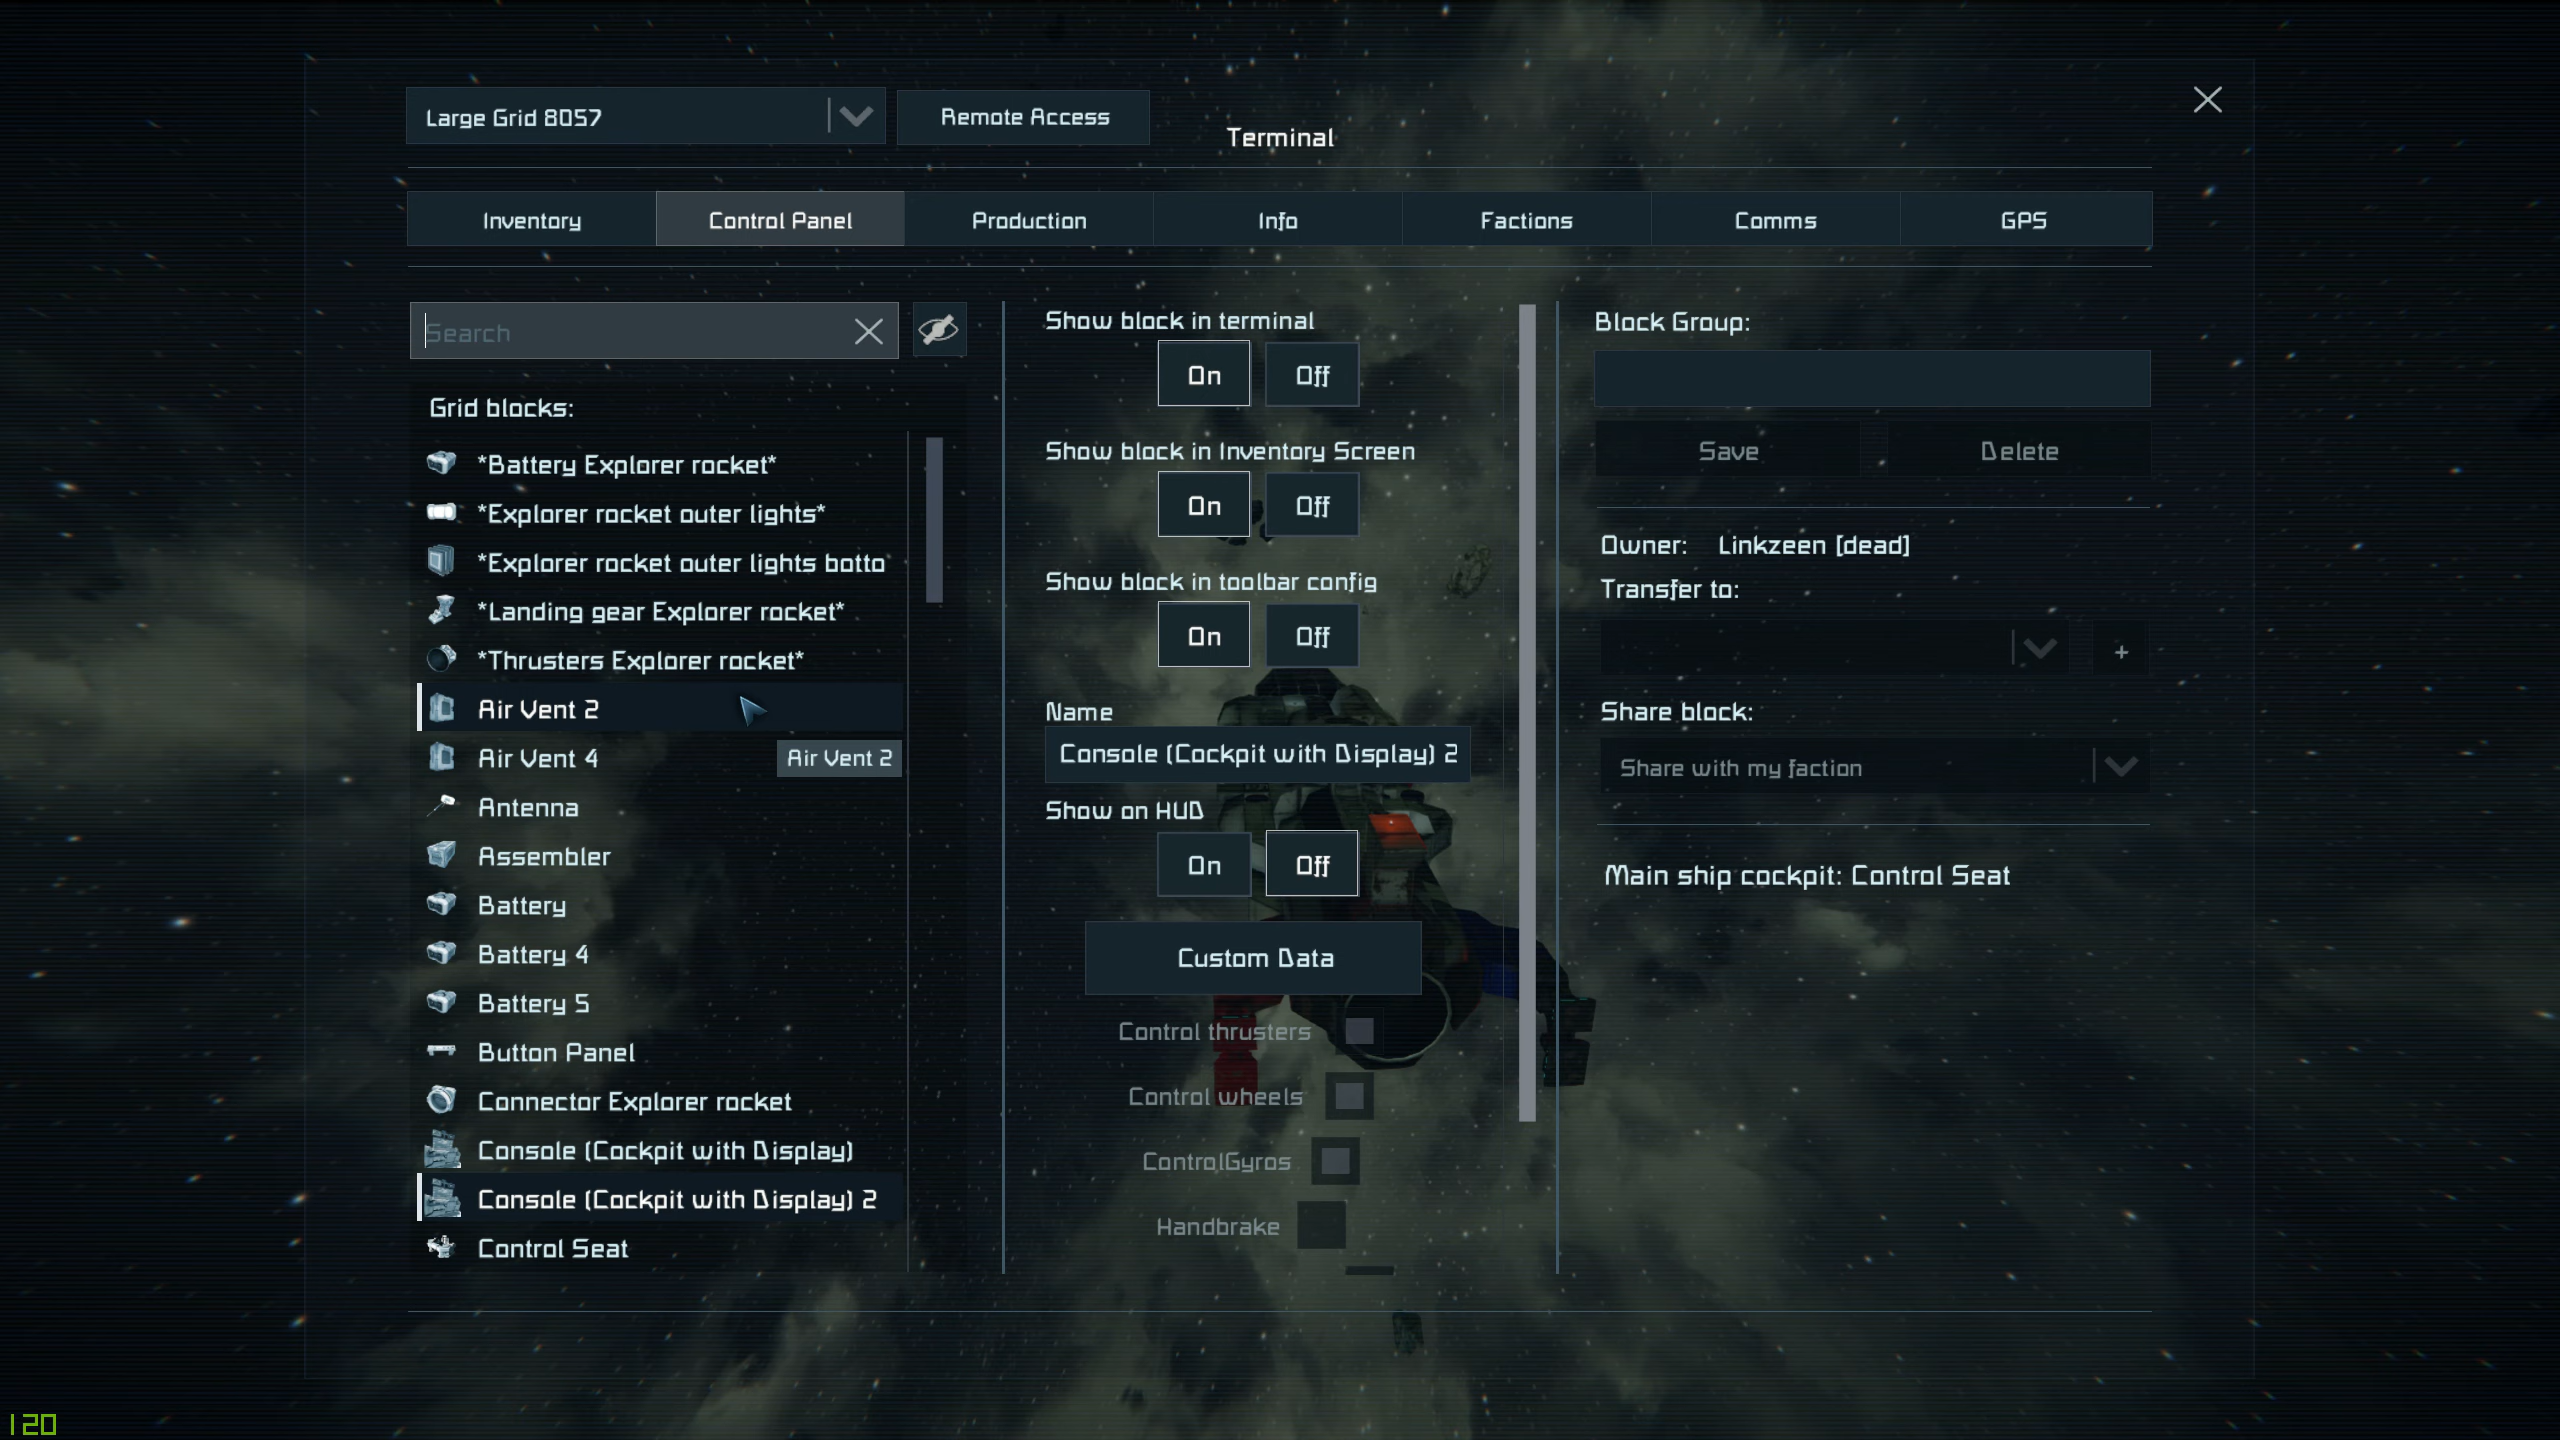 Large Grid 8057
Remote Access
Terminal
Inventory
Control Panel
Production
Info
Factions
Comms
GPS
Search
Grid blocks:
*Battery Explorer rocket*
*Explorer rocket outer lights*
*Explorer rocket outer lights botto
*Landing gear Explorer rocket*
*Thrusters Explorer rocket*
Air Vent 2
Air Vent 4
Air Vent 2
Antenna
Assembler
Battery
Battery 4
Battery 5
Button Panel
Connector Explorer rocket
Console (Cockpit with Display)
Console (Cockpit with Display) 2
Control Seat
Show block in terminal
On Off
Show block in Inventory Screen
On Off
Show block in toolbar config
On Off
Name
Console (Cockpit with Display) 2
Show on HUD
On Off
Custom Data
Control thrusters
Control wheels
ControlGyros
Handbrake
Block Group:
Save Delete
Owner: Linkzeen [dead]
Transfer to:
+
Share block:
Share with my faction
Main ship cockpit: Control Seat
120